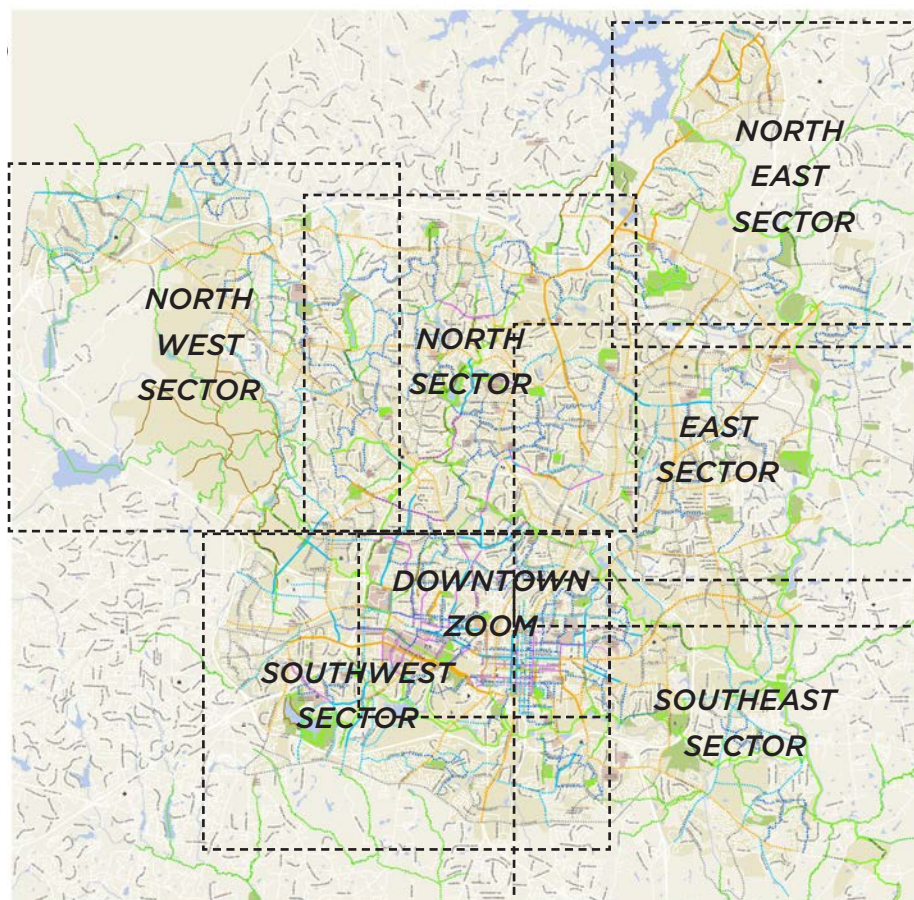 NORTH
EAST
SECTOR
NORTH
WEST
SECTOR
NORTH
SECTOR
EAST
SECTOR
DOWNTOWN
ZOOM
SOUTHWEST
SECTOR
SOUTHEAST
SECTOR